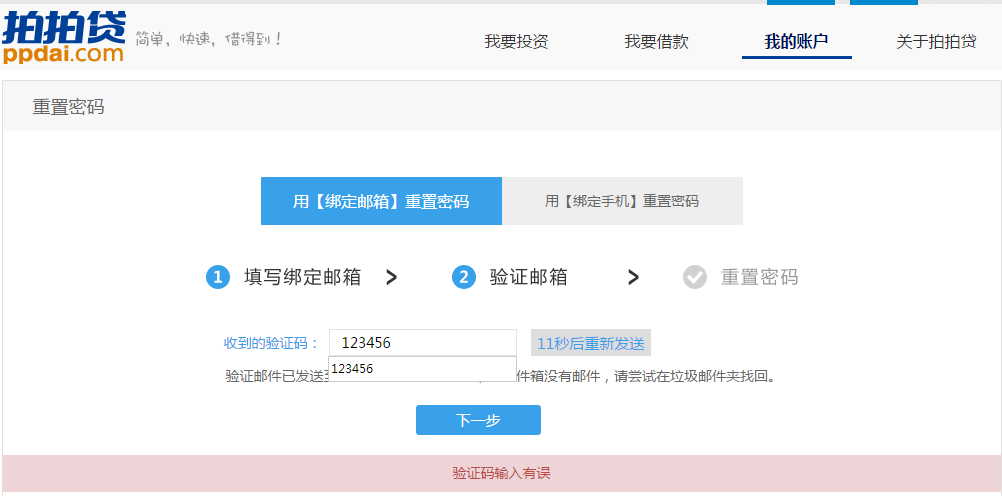 拍拍贷
ppdai.com
简单，快速，借得到！
我要投资
我要借款
我的账户
关于拍拍贷
重置密码
用【绑定邮箱】重置密码
用【绑定手机】重置密码
1 填写绑定邮箱 >
2 验证邮箱 >
重置密码
收到的验证码： 123456 11秒后重新发送
123456
验证邮件已发送 件箱没有邮件，请尝试在垃圾邮件夹找回。
下一步
验证码输入有误